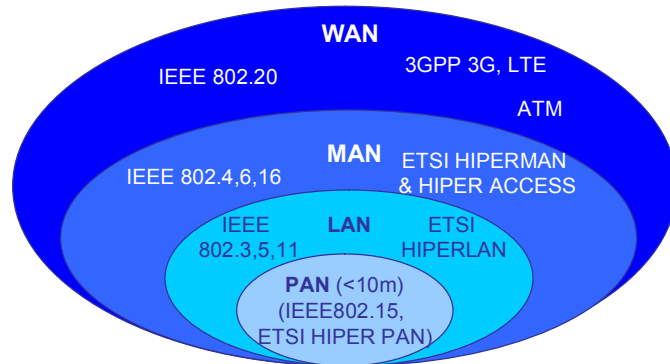 WAN
IEEE 802.20
3GPP 3G, LTE
ATM
MAN
IEEE 802.4,6,16
ETSI HIPERMAN
& HIPER ACCESS
IEEE
802.3,5,11
LAN
ETSI
HIPERLAN
PAN (<10m)
(IEEE802.15,
ETSI HIPER PAN)